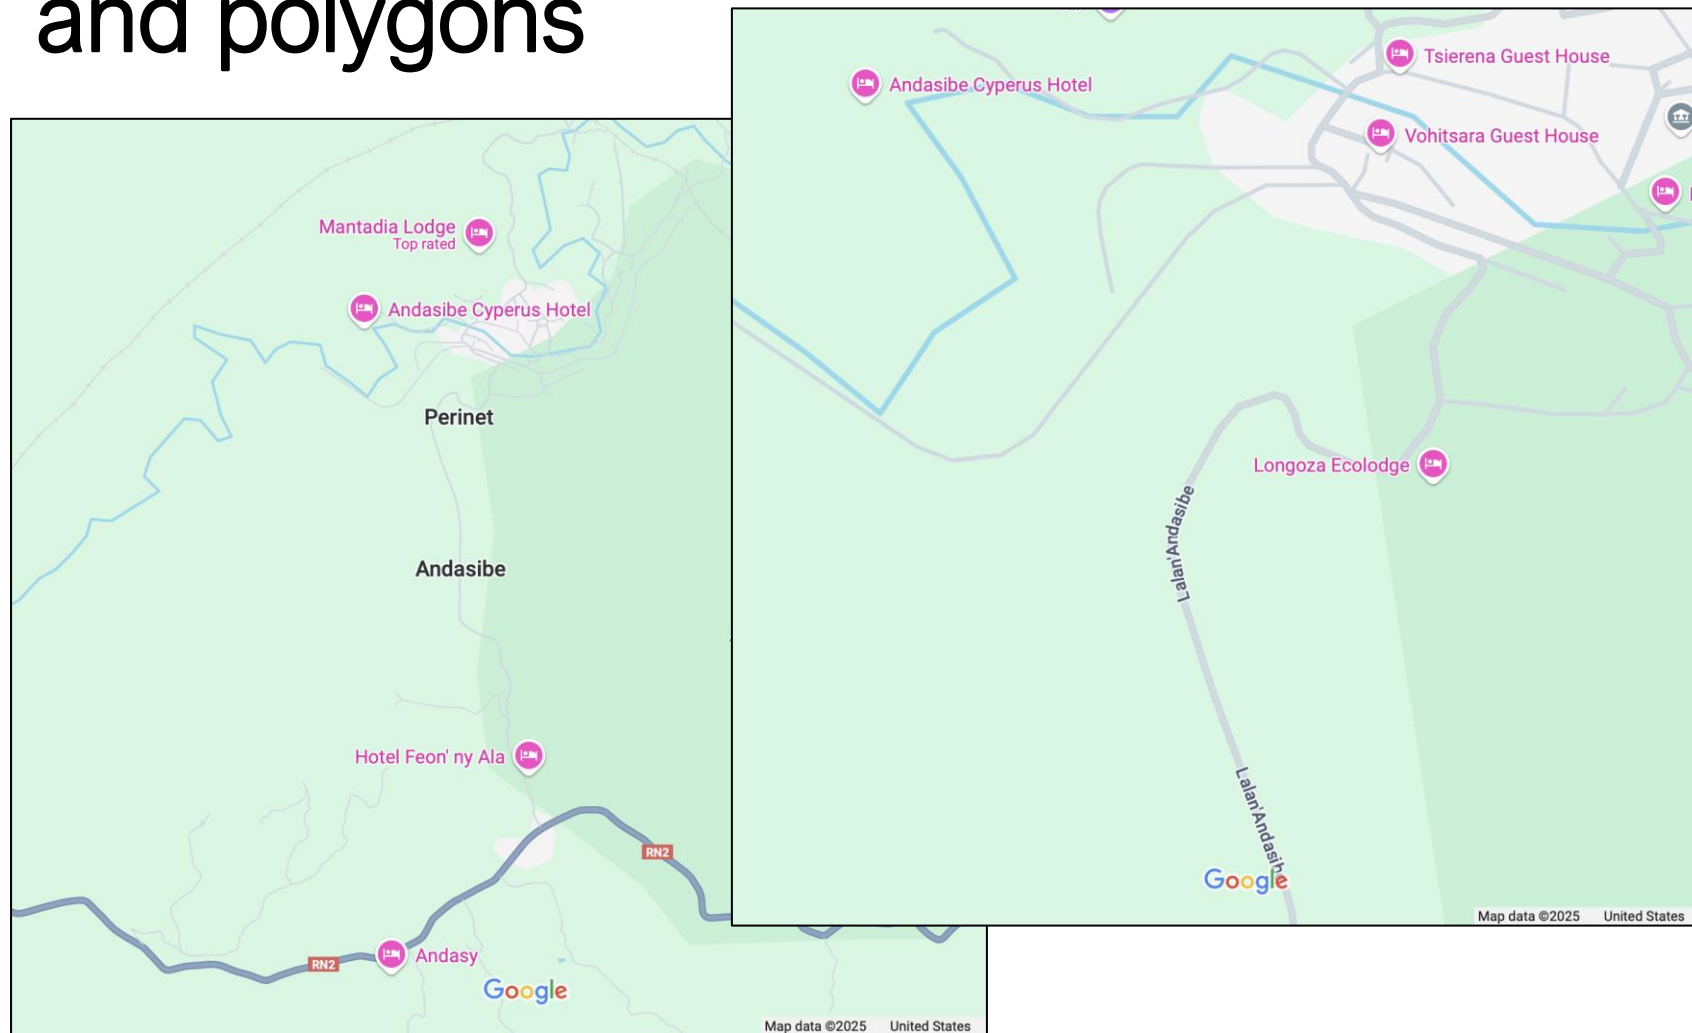 and polygons
Mantadia Lodge
Top rated
Andasibe Cyperus Hotel
Perinet
Andasibe
Hotel Feon' ny Ala
RN2
RN2
Andasy
Google
Map data ©2025 United States
Tsierena Guest House
Andasibe Cyperus Hotel
Vohitsara Guest House
Longoza Ecolodge
Lalan'Andasibe
Lalan'Andasibe
Google
Map data ©2025 United States